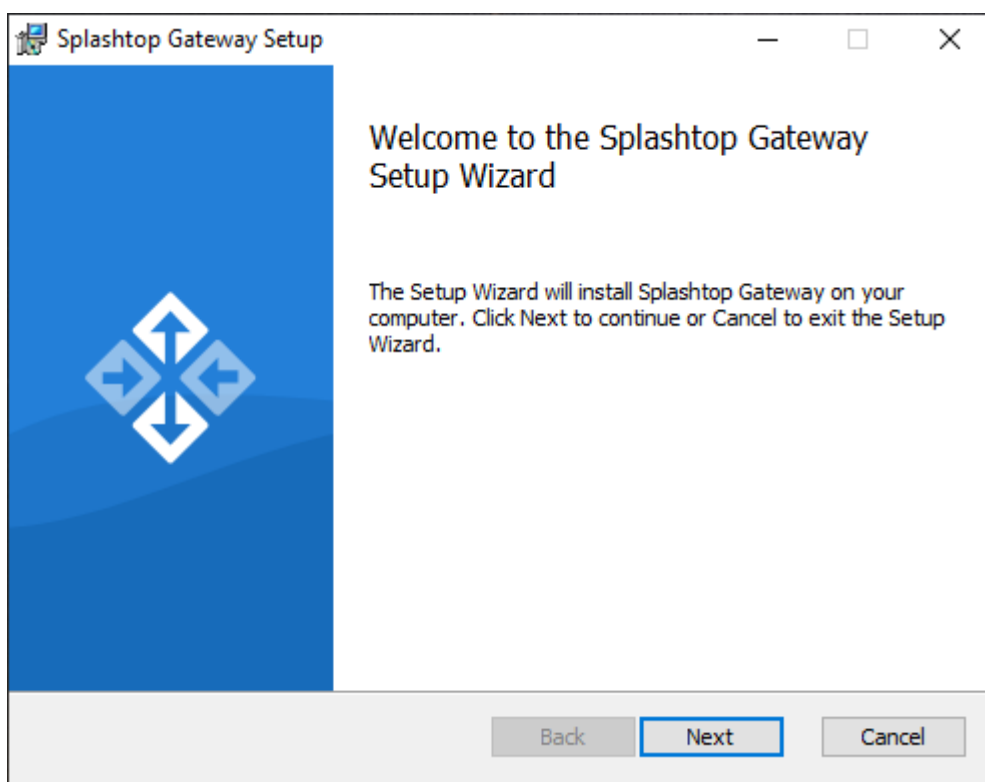 Splashtop Gateway Setup
Welcome to the Splashtop Gateway
Setup Wizard
The Setup Wizard will install Splashtop Gateway on your
computer. Click Next to continue or Cancel to exit the Setup
Wizard.
Back Next Cancel